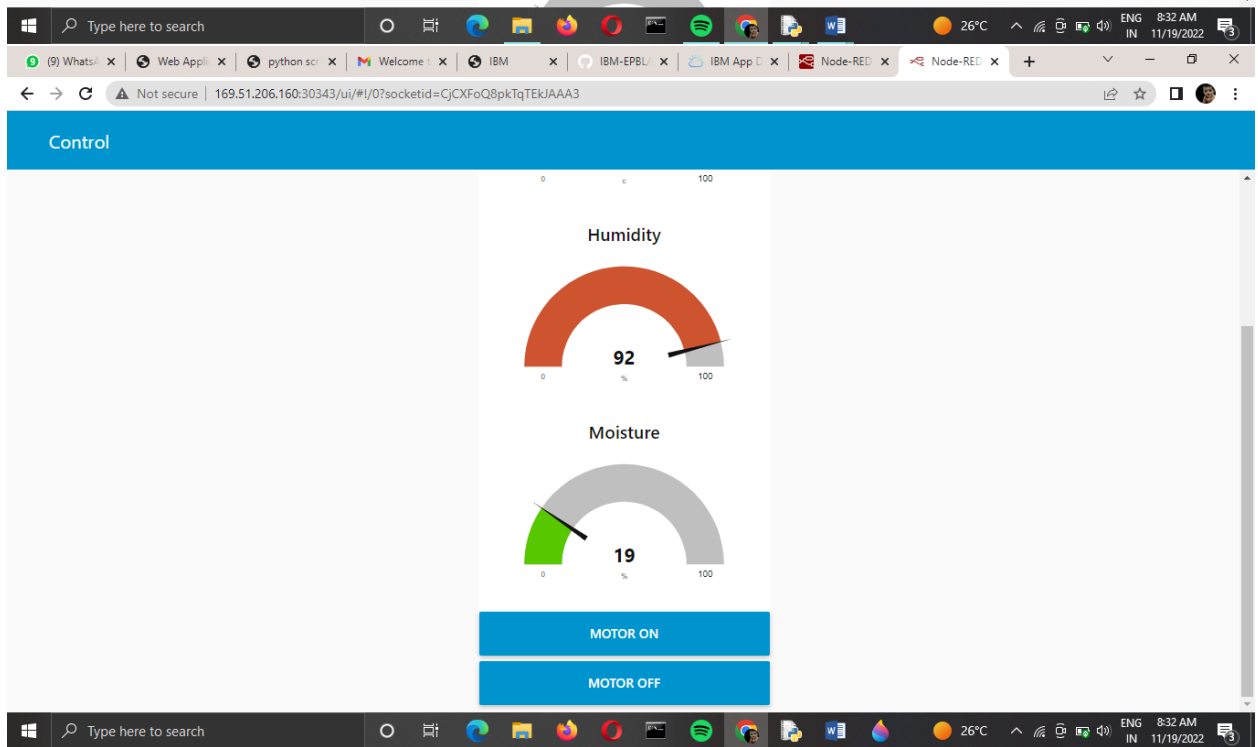 Type here to search
26°C
ENG 8:32 AM
IN 11/19/2022 3
9 (9) WhatsA Web Appli python scr M Welcome t IBM IBM-EPBL/ IBM App D Node-RED Node-RED
Not secure 169.51.206.160:30343/ui/#!/0?socketid=CjCXFoQ8pkTqTEkJAAA3
Control
0 c 100
Humidity
92
0 % 100
Moisture
19
0 % 100
MOTOR ON
MOTOR OFF
Type here to search
26°C
ENG 8:32 AM
IN 11/19/2022 3